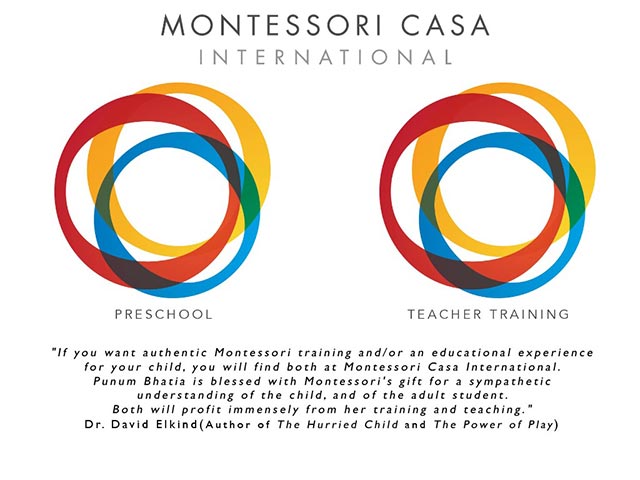 MONTESSORI CASA
INTERNATIONAL
PRESCHOOL
TEACHER TRAINING
"If you want authentic Montessori training and/or an educational experience
for your child, you will find both at Montessori Casa International.
Punum Bhatia is blessed with Montessori's gift for a sympathetic
understanding of the child, and of the adult student.
Both will profit immensely from her training and teaching."
Dr. David Elkind(Author of The Hurried Child and The Power of Play)